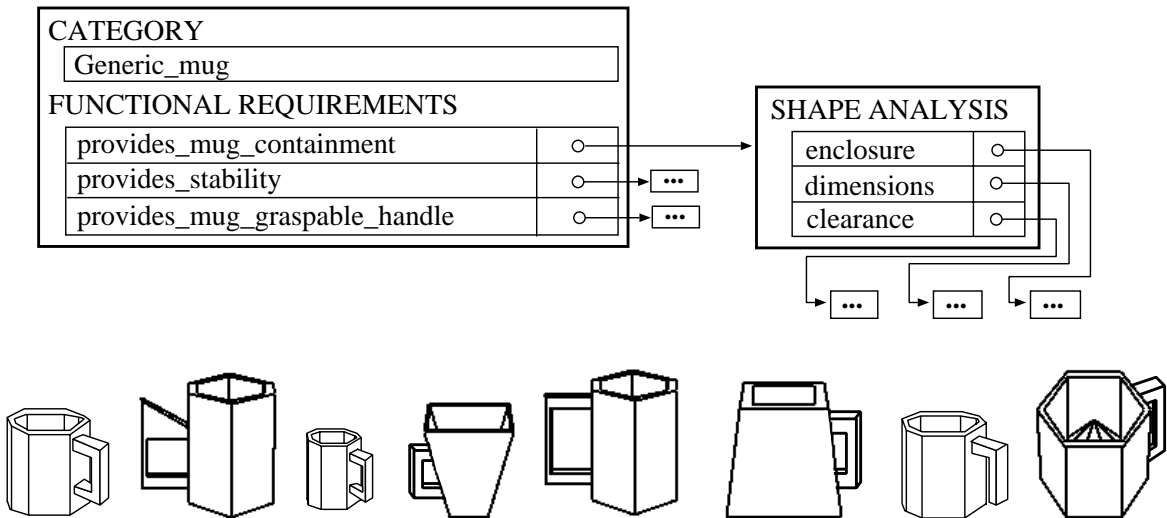 CATEGORY
Generic_mug
FUNCTIONAL REQUIREMENTS
provides_mug_containment
provides_stability
•••
provides_mug_graspable_handle
•••
SHAPE ANALYSIS
enclosure
dimensions
clearance
•••
•••
•••